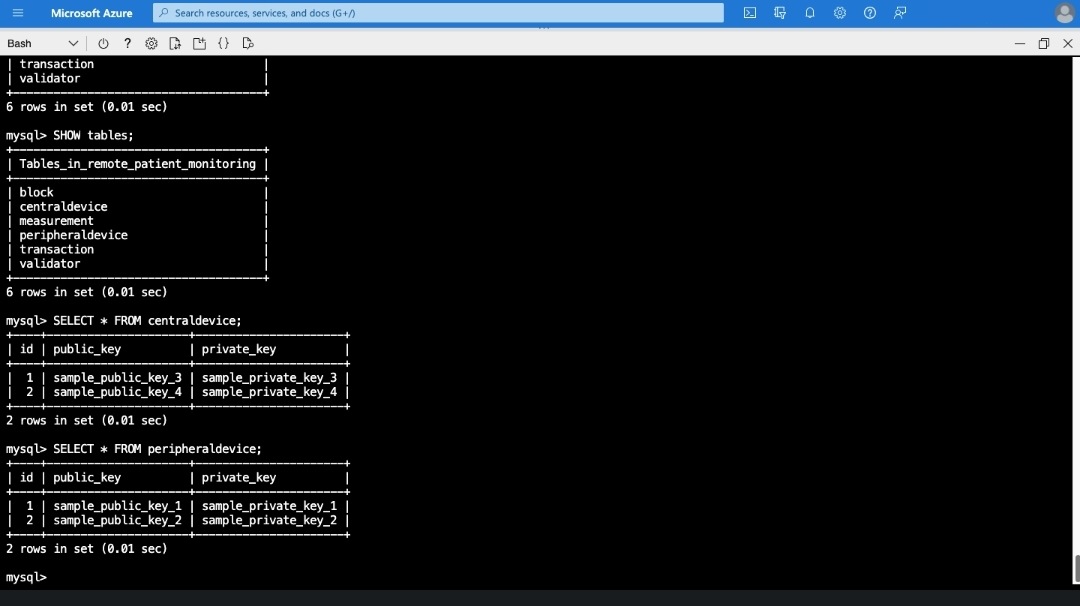 Microsoft Azure
Search resources, services, and docs (G+/)
Bash
| transaction |
| validator |
+-------------------------------------+
6 rows in set (0.01 sec)
mysql> SHOW tables;
+-------------------------------------+
| Tables_in_remote_patient_monitoring |
+-------------------------------------+
| block |
| centraldevice |
| measurement |
| peripheraldevice |
| transaction |
| validator |
+-------------------------------------+
6 rows in set (0.01 sec)
mysql> SELECT * FROM centraldevice;
+----+---------------------+----------------------+
| id | public_key | private_key |
+----+---------------------+----------------------+
| 1 | sample_public_key_3 | sample_private_key_3 |
| 2 | sample_public_key_4 | sample_private_key_4 |
+----+---------------------+----------------------+
2 rows in set (0.01 sec)
mysql> SELECT * FROM peripheraldevice;
+----+---------------------+----------------------+
| id | public_key | private_key |
+----+---------------------+----------------------+
| 1 | sample_public_key_1 | sample_private_key_1 |
| 2 | sample_public_key_2 | sample_private_key_2 |
+----+---------------------+----------------------+
2 rows in set (0.01 sec)
mysql>